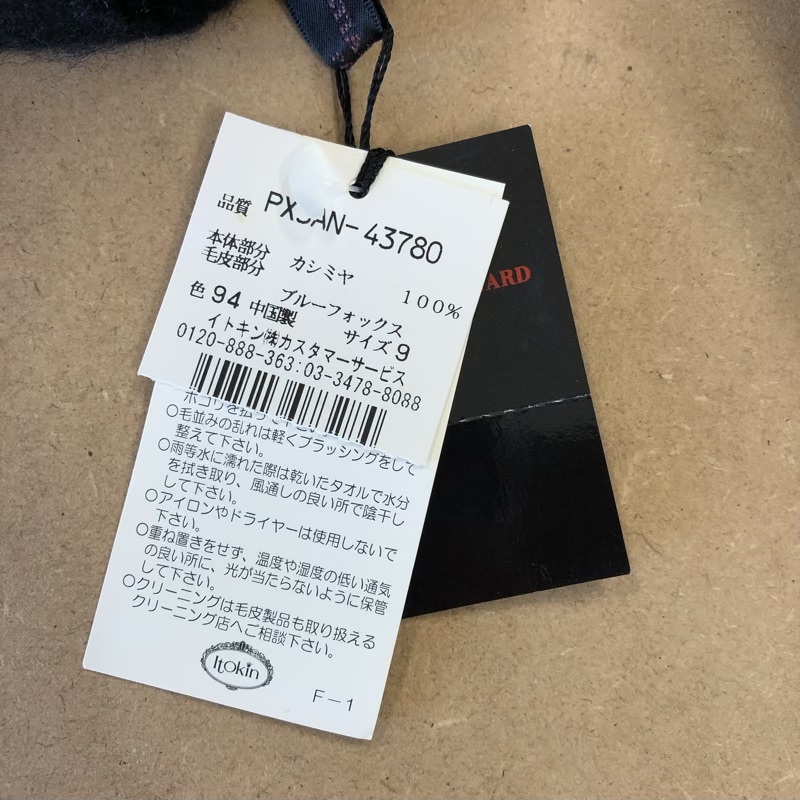 品質 PX AN-43780
本体部分 カシミヤ 100%
毛皮部分 ブルーフォックス
色 94 中国製 サイズ 9
イトキン㈱カスタマーサービス
0120-888-363:03-3478-8088
ホコリを払って下さい。
○毛並みの乱れは軽くブラッシングをして
整えて下さい。
○雨等水に濡れた際は乾いたタオルで水分
を拭き取り、風通しの良い所で陰干し
して下さい。
○アイロンやドライヤーは使用しないで
下さい。
○重ね置きをせず、温度や湿度の低い通気
の良い所に、光が当たらないように保管
して下さい。
○クリーニングは毛皮製品も取り扱える
クリーニング店へご相談下さい。
Itokin
F-1
ARD